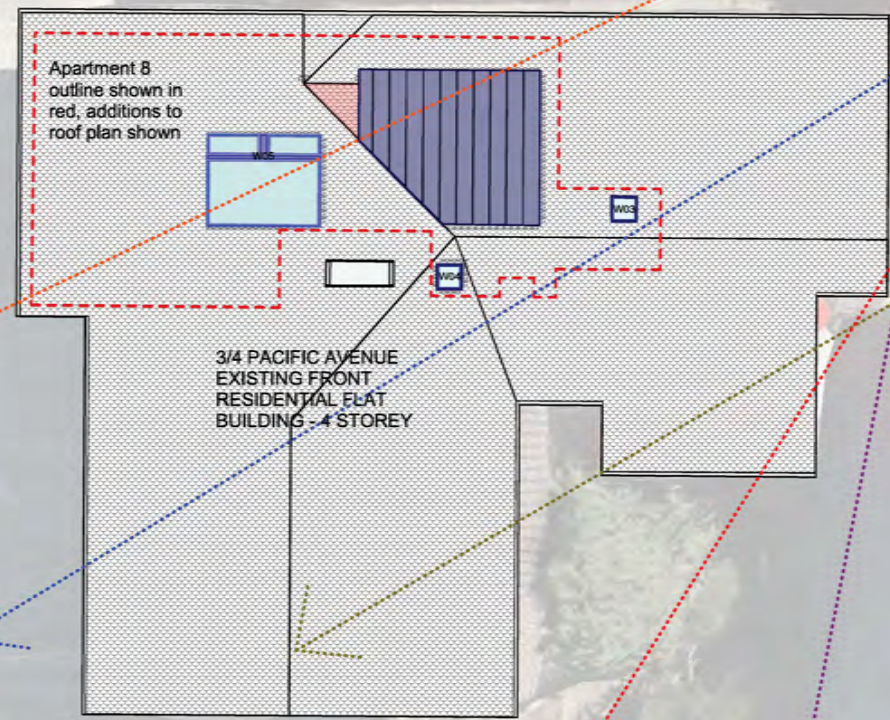 Apartment 8
outline shown in
red, additions to
roof plan shown
W05
W03
W04
3/4 PACIFIC AVENUE
EXISTING FRONT
RESIDENTIAL FLAT
BUILDING - 4 STOREY